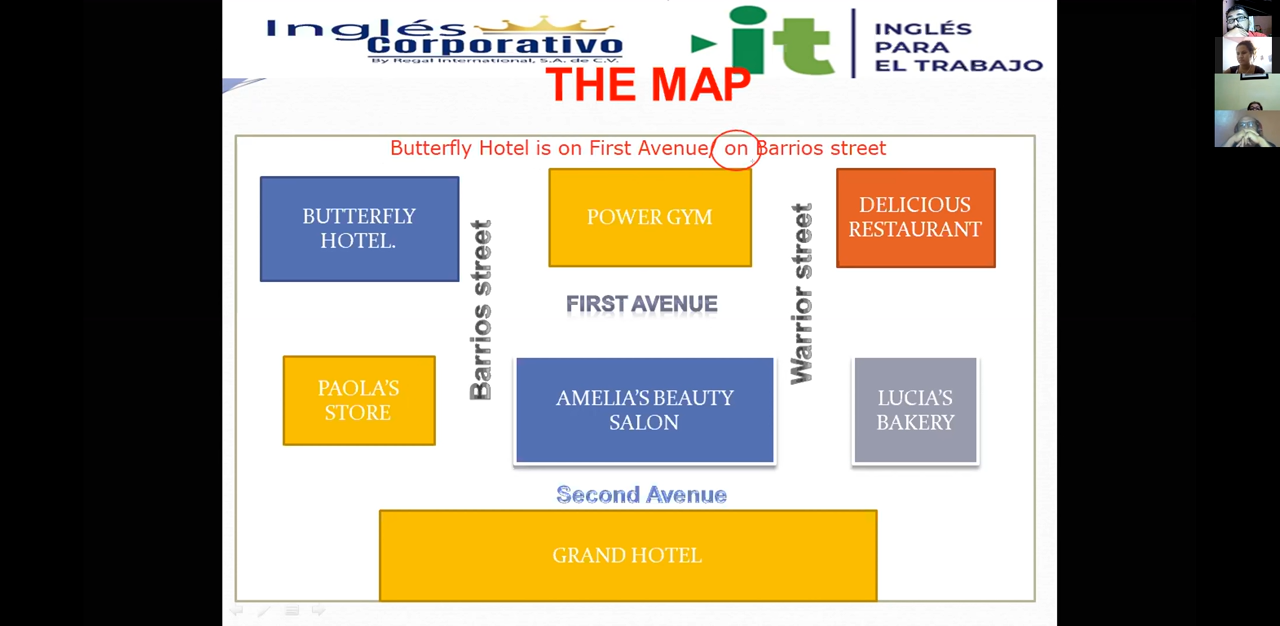 Inglés
Corporativo
By Regal International, S.A. de C.V.
it
INGLÉS
PARA
EL TRABAJO
THE MAP
Butterfly Hotel is on First Avenue/ on Barrios street
BUTTERFLY
HOTEL.
Barrios street
POWER GYM
Warrior street
DELICIOUS
RESTAURANT
FIRST AVENUE
PAOLA'S
STORE
AMELIA'S BEAUTY
SALON
LUCIA'S
BAKERY
Second Avenue
GRAND HOTEL